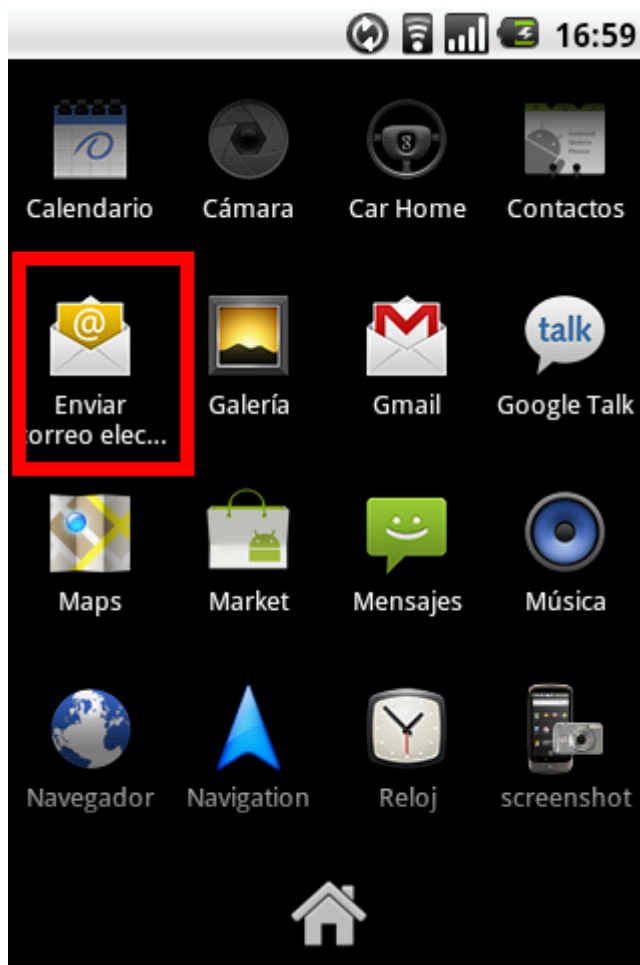 16:59
Calendario
Cámara
Car Home
Contactos
@
talk
Enviar
correo elec...
Galería
Gmail
Google Talk
Maps
Market
Mensajes
Música
Navegador
Navigation
Reloj
screenshot